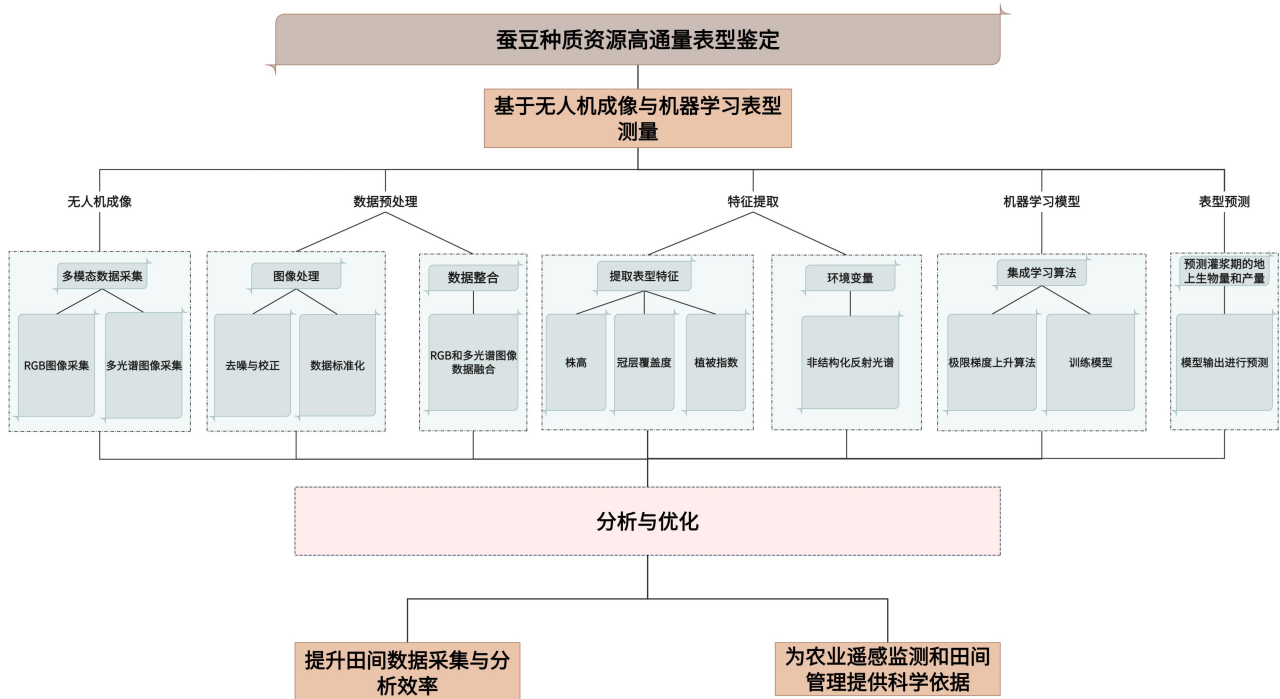 蚕豆种质资源高通量表型鉴定
基于无人机成像与机器学习表型
测量
无人机成像
数据预处理
特征提取
机器学习模型
表型预测
多模态数据采集
图像处理
数据整合
提取表型特征
环境变量
集成学习算法
预测灌浆期的地
上生物量和产量
RGB图像采集
多光谱图像采集
去噪与校正
数据标准化
RGB和多光谱图像
数据融合
株高
冠层覆盖度
植被指数
非结构化反射光谱
极限梯度上升算法
训练模型
模型输出进行预测
分析与优化
提升田间数据采集与分
析效率
为农业遥感监测和田间
管理提供科学依据